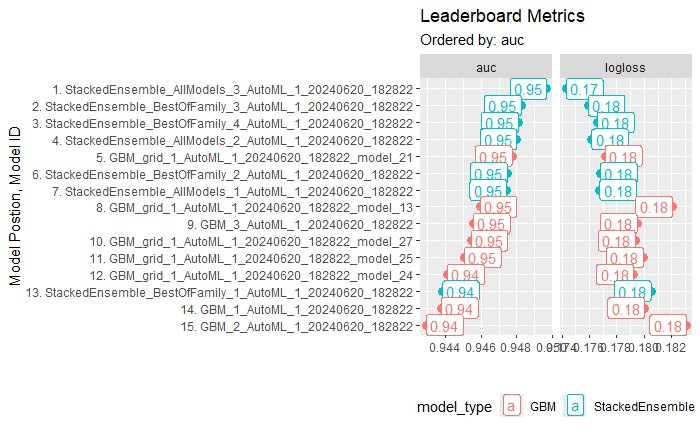 Leaderboard Metrics
Ordered by: auc
auc logloss
Model Postion, Model ID
1. StackedEnsemble_AllModels_3_AutoML_1_20240620_182822 0.95 0.17
2. StackedEnsemble_BestOfFamily_3_AutoML_1_20240620_182822 0.95 0.18
3. StackedEnsemble_BestOfFamily_4_AutoML_1_20240620_182822 0.95 0.18
4. StackedEnsemble_AllModels_2_AutoML_1_20240620_182822 0.95 0.18
5. GBM_grid_1_AutoML_1_20240620_182822_model_21 0.95 0.18
6. StackedEnsemble_BestOfFamily_2_AutoML_1_20240620_182822 0.95 0.18
7. StackedEnsemble_AllModels_1_AutoML_1_20240620_182822 0.95 0.18
8. GBM_grid_1_AutoML_1_20240620_182822_model_13 0.95 0.18
9. GBM_3_AutoML_1_20240620_182822 0.95 0.18
10. GBM_grid_1_AutoML_1_20240620_182822_model_27 0.95 0.18
11. GBM_grid_1_AutoML_1_20240620_182822_model_25 0.95 0.18
12. GBM_grid_1_AutoML_1_20240620_182822_model_24 0.94 0.18
13. StackedEnsemble_BestOfFamily_1_AutoML_1_20240620_182822 0.94 0.18
14. GBM_1_AutoML_1_20240620_182822 0.94 0.18
15. GBM_2_AutoML_1_20240620_182822 0.94 0.18
0.944 0.946 0.948 0.950 0.174 0.176 0.178 0.180 0.182
model_type a GBM a StackedEnsemble